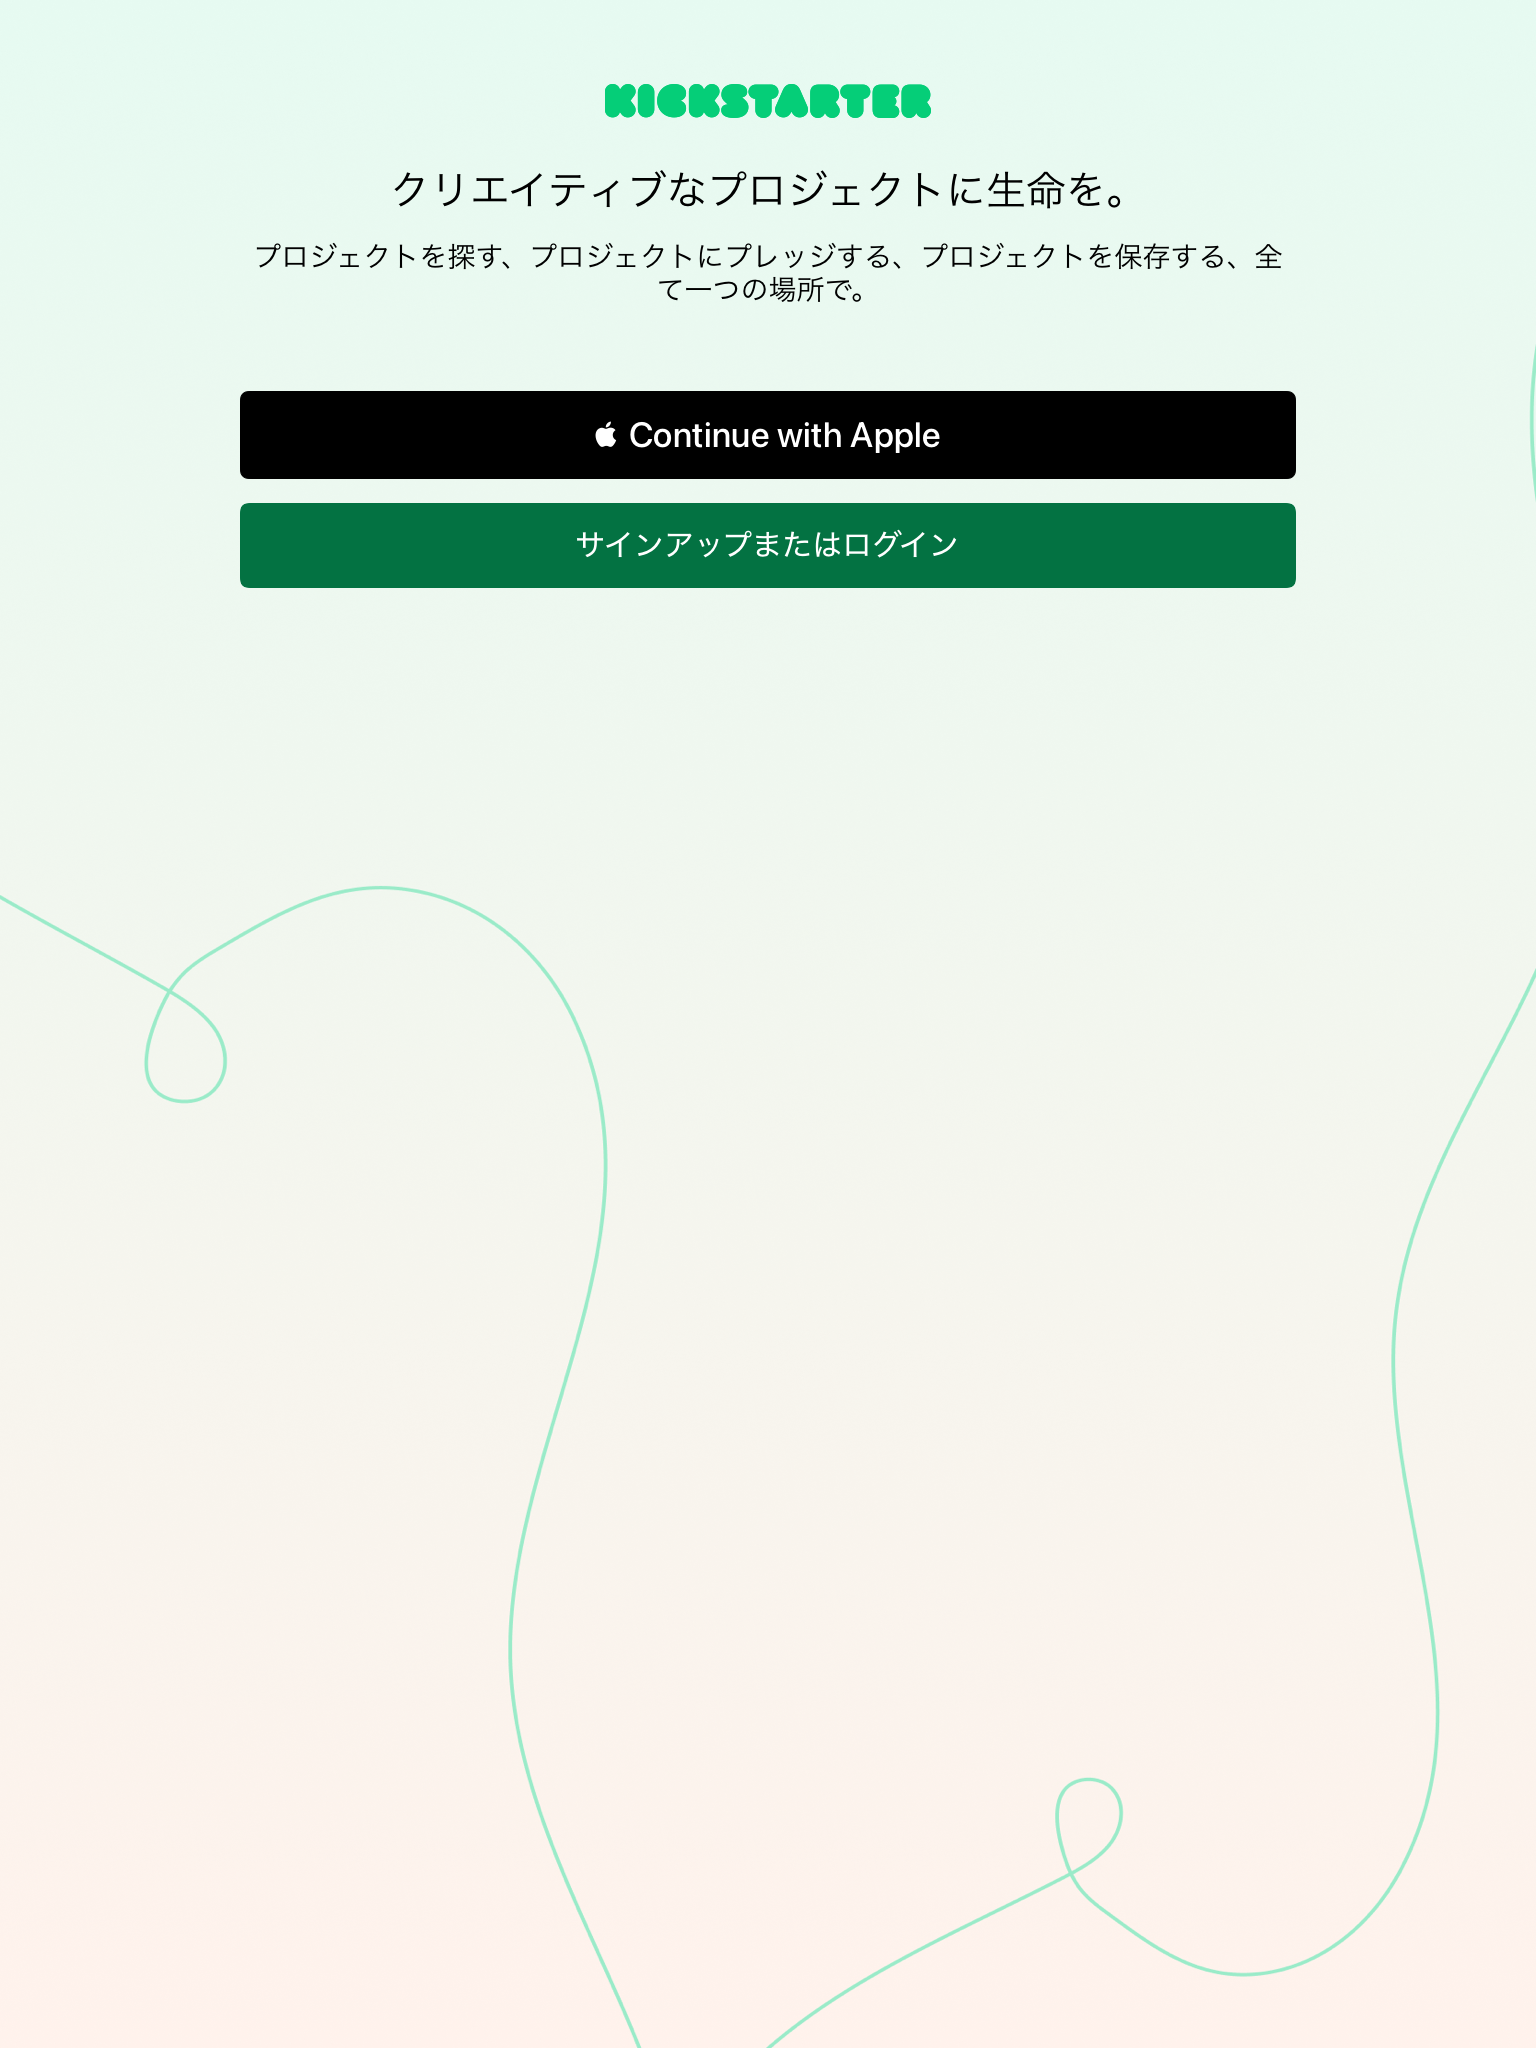 KICKSTARTER
クリエイティブなプロジェクトに生命を。
プロジェクトを探す、プロジェクトにプレッジする、プロジェクトを保存する、全
て一つの場所で。
Continue with Apple
サインアップまたはログイン